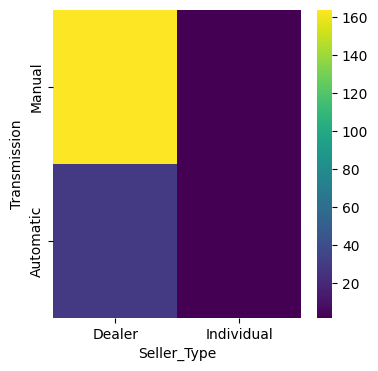 Transmission
Manual
Automatic
Dealer
Individual
Seller_Type
160
140
120
100
80
60
40
20